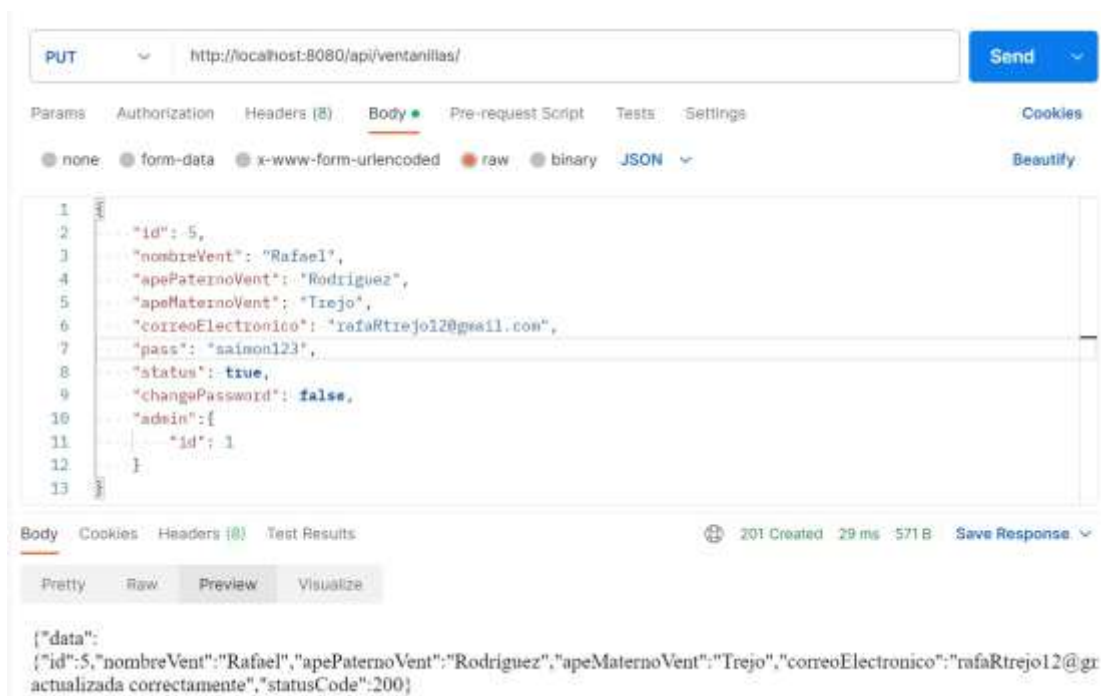 PUT http://localhost:8080/api/ventanillas/ Send
Params Authorization Headers (8) Body Pre-request Script Tests Settings Cookies
none form-data x-www-form-urlencoded raw binary JSON Beautify
1 {
2 "id": 5,
3 "nombreVent": "Rafael",
4 "apePaternoVent": "Rodriguez",
5 "apeMaternoVent": "Trejo",
6 "correoElectronico": "rafaRtrejo12@gmail.com",
7 "pass": "saimon123",
8 "status": true,
9 "changePassword": false,
10 "admin":{
11 "id": 1
12 }
13 }
Body Cookies Headers (8) Test Results 201 Created 29 ms 571 B Save Response
Pretty Raw Preview Visualize
{"data":
{"id":5,"nombreVent":"Rafael","apePaternoVent":"Rodriguez","apeMaternoVent":"Trejo","correoElectronico":"rafaRtrejo12@gr
actualizada correctamente","statusCode":200}